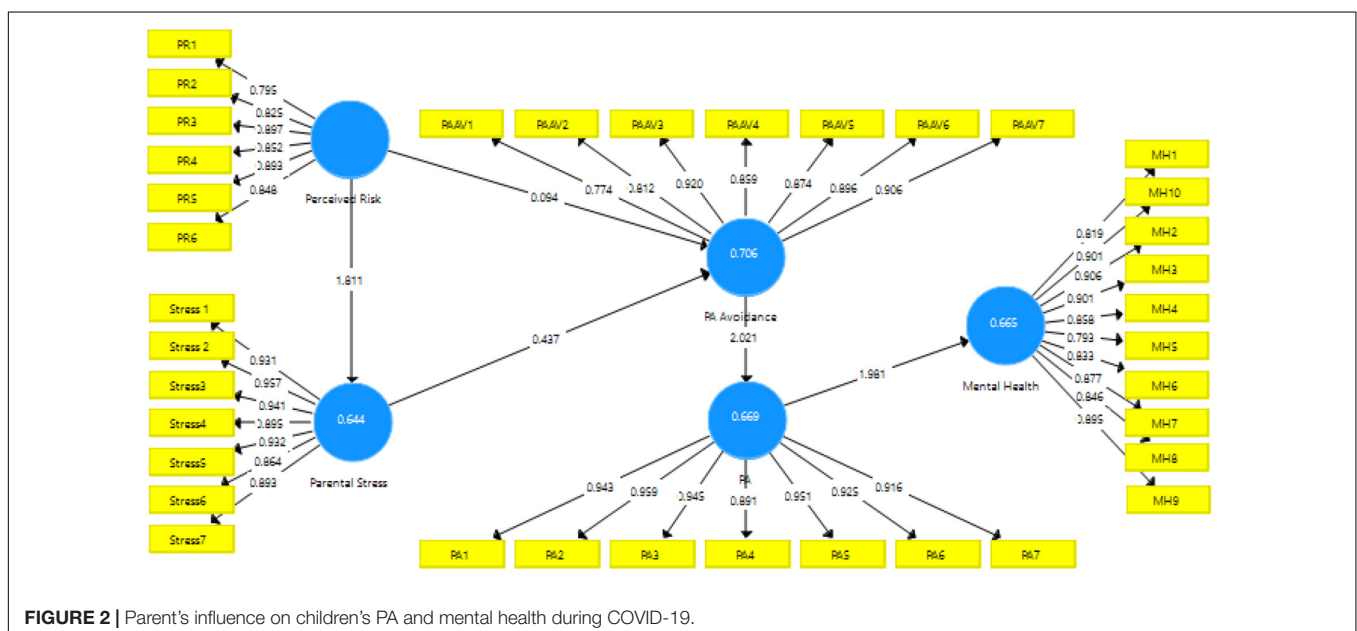 PR1
PR2
PR3
PR4
PR5
PR6
0.795
0.825
0.897
0.852
0.893
0.848
Perceived Risk
0.094
1.811
PAAV1 PAAV2 PAAV3 PAAV4 PAAV5 PAAV6 PAAV7
0.774 0.812 0.920 0.859 0.874 0.896 0.906
0.706
PA Avoidance
2.021
Stress 1
Stress 2
Stress3
Stress4
Stress5
Stress6
Stress7
0.931
0.957
0.941
0.895
0.932
0.864
0.893
0.644
Parental Stress
0.437
0.669
PA
0.943 0.959 0.945 0.891 0.951 0.925 0.916
PA1 PA2 PA3 PA4 PA5 PA6 PA7
1.981
0.665
Mental Health
0.819
0.901
0.906
0.901
0.858
0.793
0.833
0.877
0.846
0.895
MH1
MH10
MH2
MH3
MH4
MH5
MH6
MH7
MH8
MH9
FIGURE 2 | Parent's influence on children's PA and mental health during COVID-19.